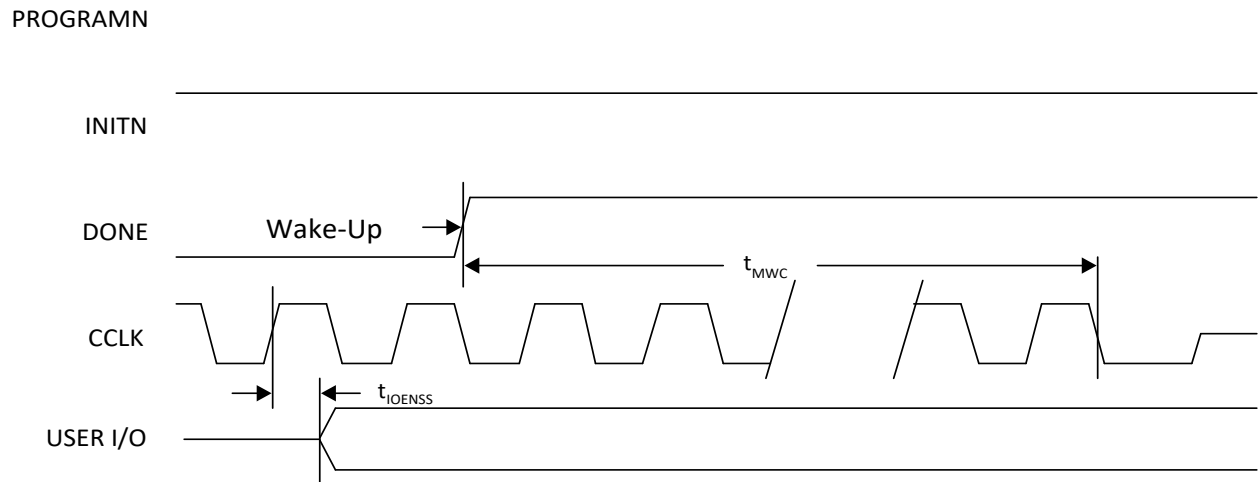 PROGRAMN
INITN
DONE
Wake-Up
tMWC
CCLK
tIOENSS
USER I/O